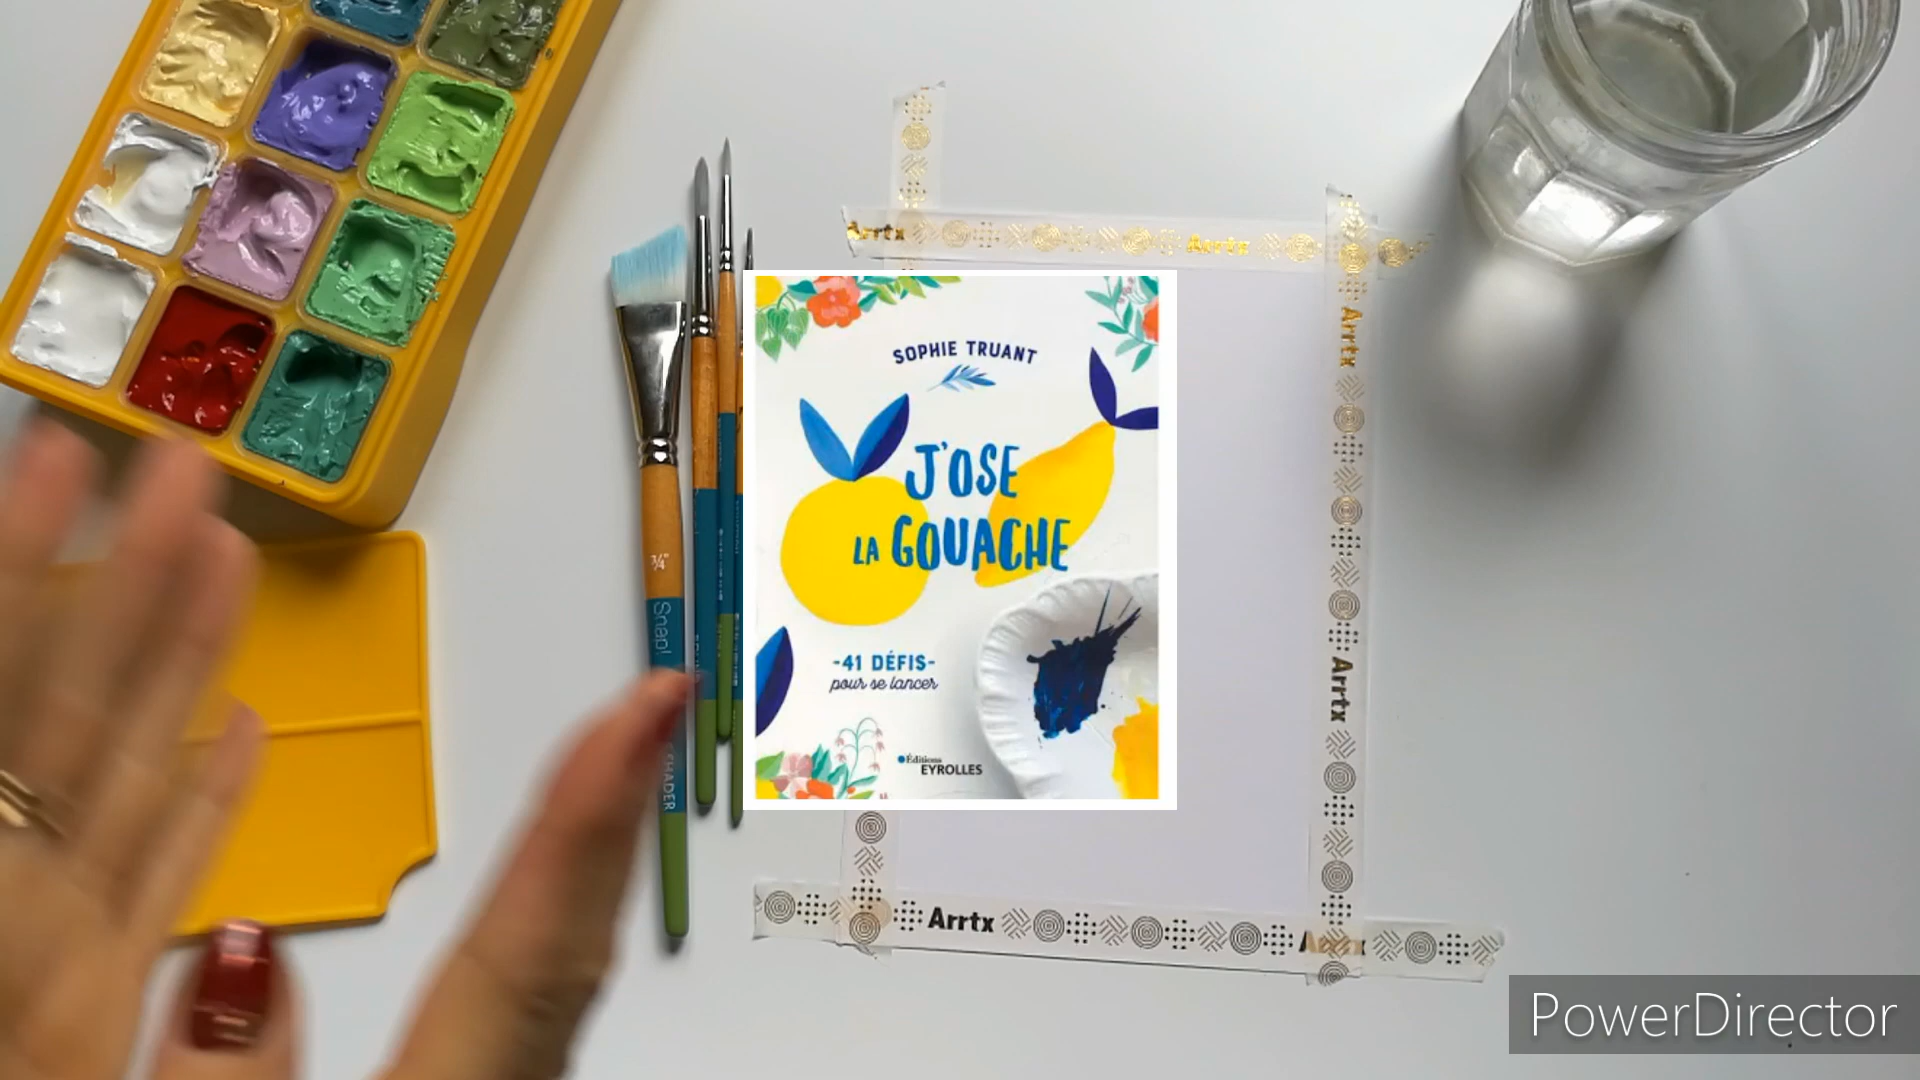 Arrtx
Arrtx
Arrtx
SOPHIE TRUANT
J'OSE
LA GOUACHE
3/4"
Snap!
-41 DÉFIS-
pour se lancer
Arrtx
SHADER
Éditions
EYROLLES
Arrtx
Arrtx
PowerDirector